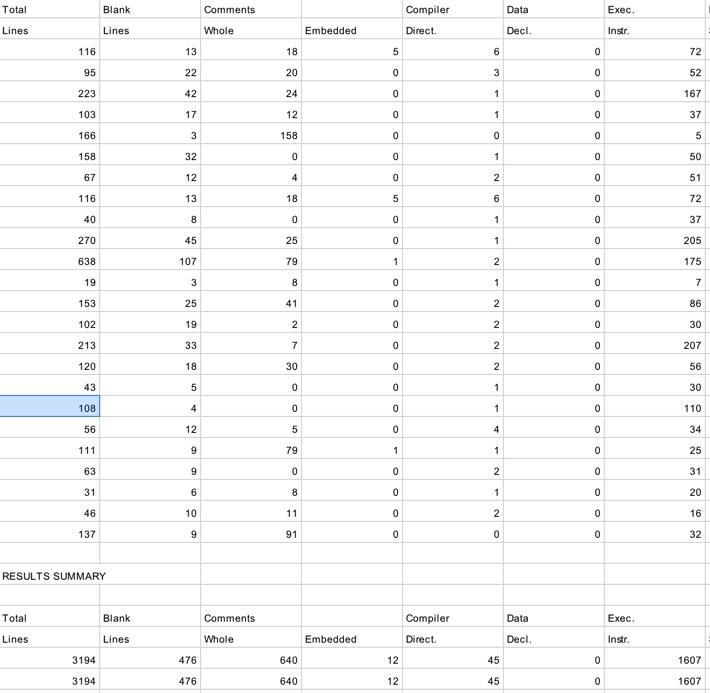 Total Blank Comments Compiler Data Exec.
Lines Lines Whole Embedded Direct. Decl. Instr.
116 13 18 5 6 0 72
95 22 20 0 3 0 52
223 42 24 0 1 0 167
103 17 12 0 1 0 37
166 3 158 0 0 0 5
158 32 0 0 1 0 50
67 12 4 0 2 0 51
116 13 18 5 6 0 72
40 8 0 0 1 0 37
270 45 25 0 1 0 205
638 107 79 1 2 0 175
19 3 8 0 1 0 7
153 25 41 0 2 0 86
102 19 2 0 2 0 30
213 33 7 0 2 0 207
120 18 30 0 2 0 56
43 5 0 0 1 0 30
108 4 0 0 1 0 110
56 12 5 0 4 0 34
111 9 79 1 1 0 25
63 9 0 0 2 0 31
31 6 8 0 1 0 20
46 10 11 0 2 0 16
137 9 91 0 0 0 32
RESULTS SUMMARY
Total Blank Comments Compiler Data Exec.
Lines Lines Whole Embedded Direct. Decl. Instr.
3194 476 640 12 45 0 1607
3194 476 640 12 45 0 1607